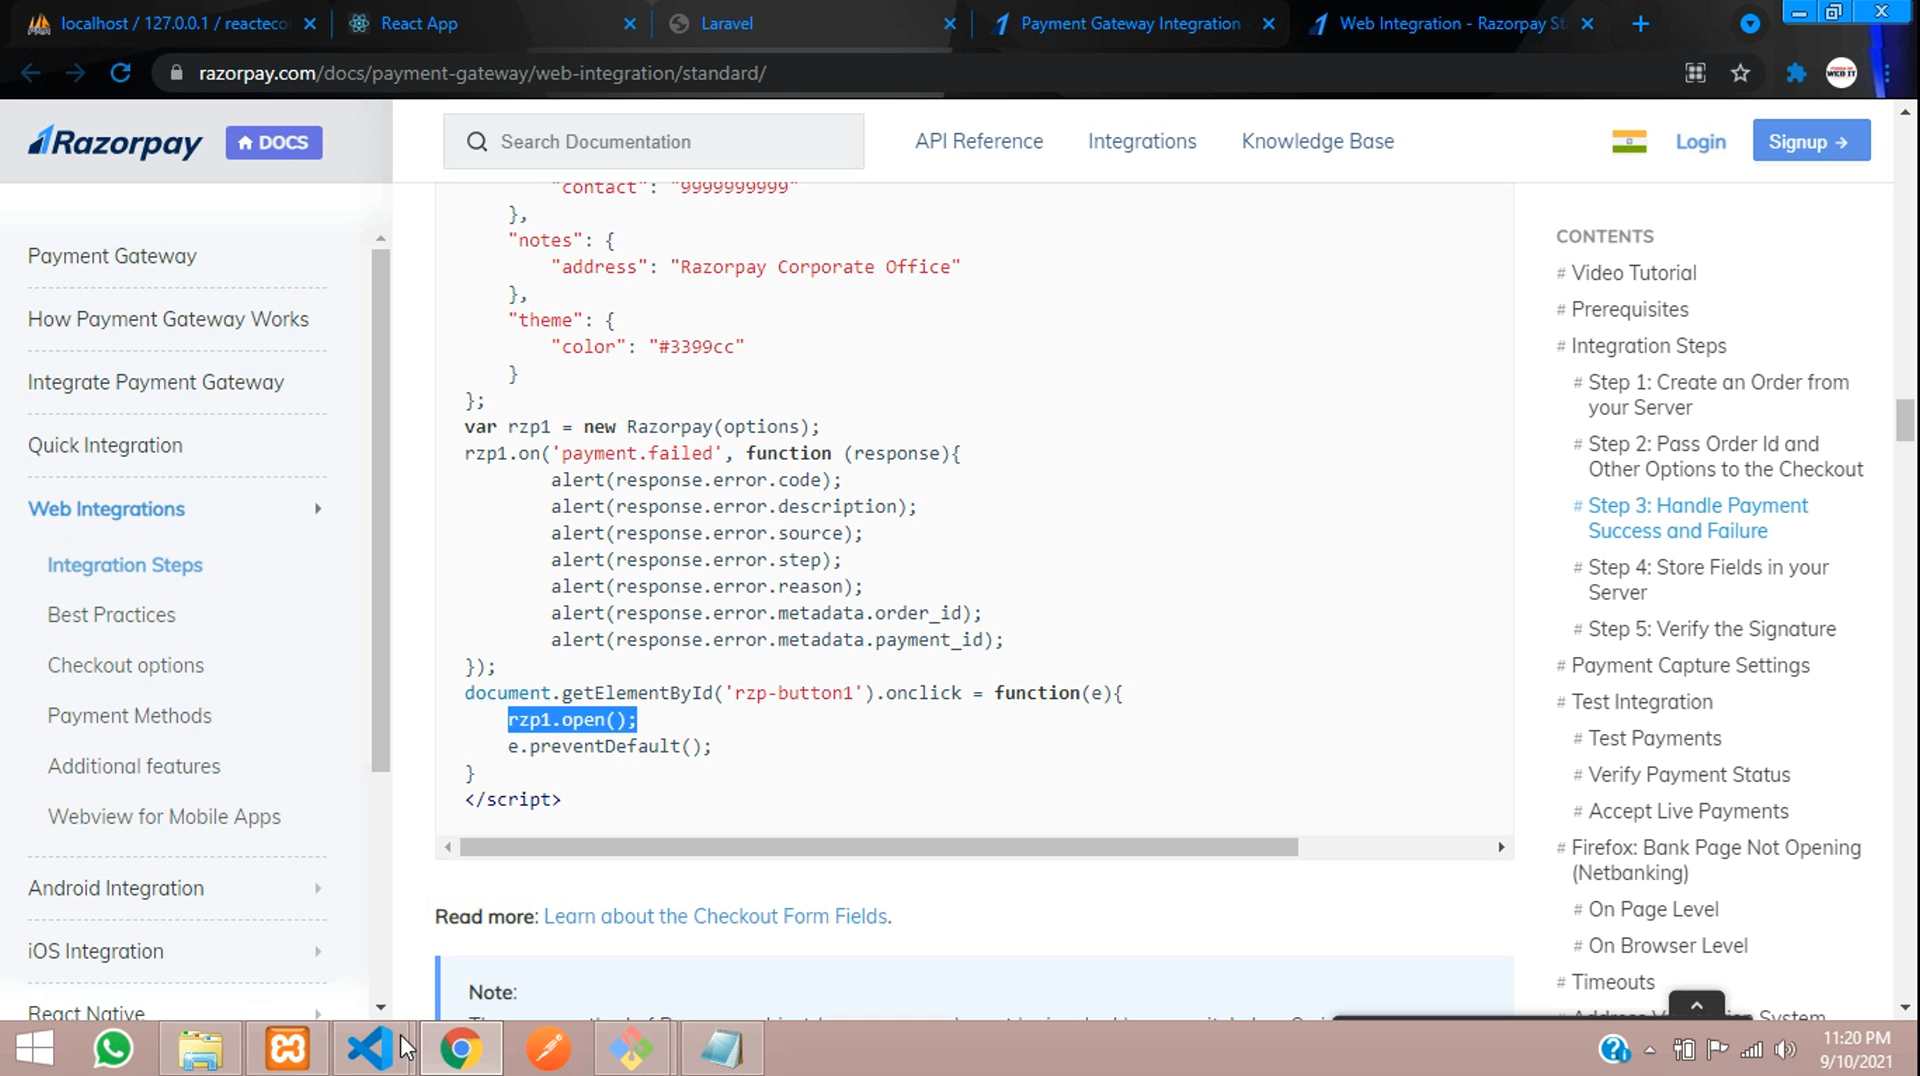 localhost / 127.0.0.1 / reacteco
React App
Laravel
Payment Gateway Integration
Web Integration - Razorpay St
razorpay.com/docs/payment-gateway/web-integration/standard/
WEB IT
Razorpay
DOCS
Search Documentation
API Reference
Integrations
Knowledge Base
Login
Signup →
Payment Gateway
How Payment Gateway Works
Integrate Payment Gateway
Quick Integration
Web Integrations
Integration Steps
Best Practices
Checkout options
Payment Methods
Additional features
Webview for Mobile Apps
Android Integration
iOS Integration
React Native
"contact": "9999999999"
},
"notes": {
"address": "Razorpay Corporate Office"
},
"theme": {
"color": "#3399cc"
}
};
var rzp1 = new Razorpay(options);
rzp1.on('payment.failed', function (response){
alert(response.error.code);
alert(response.error.description);
alert(response.error.source);
alert(response.error.step);
alert(response.error.reason);
alert(response.error.metadata.order_id);
alert(response.error.metadata.payment_id);
});
document.getElementById('rzp-button1').onclick = function(e){
rzp1.open();
e.preventDefault();
}
</script>
Read more: Learn about the Checkout Form Fields.
Note:
CONTENTS
# Video Tutorial
# Prerequisites
# Integration Steps
# Step 1: Create an Order from
your Server
# Step 2: Pass Order Id and
Other Options to the Checkout
# Step 3: Handle Payment
Success and Failure
# Step 4: Store Fields in your
Server
# Step 5: Verify the Signature
# Payment Capture Settings
# Test Integration
# Test Payments
# Verify Payment Status
# Accept Live Payments
# Firefox: Bank Page Not Opening
(Netbanking)
# On Page Level
# On Browser Level
# Timeouts
# Address Verification System
11:20 PM
9/10/2021